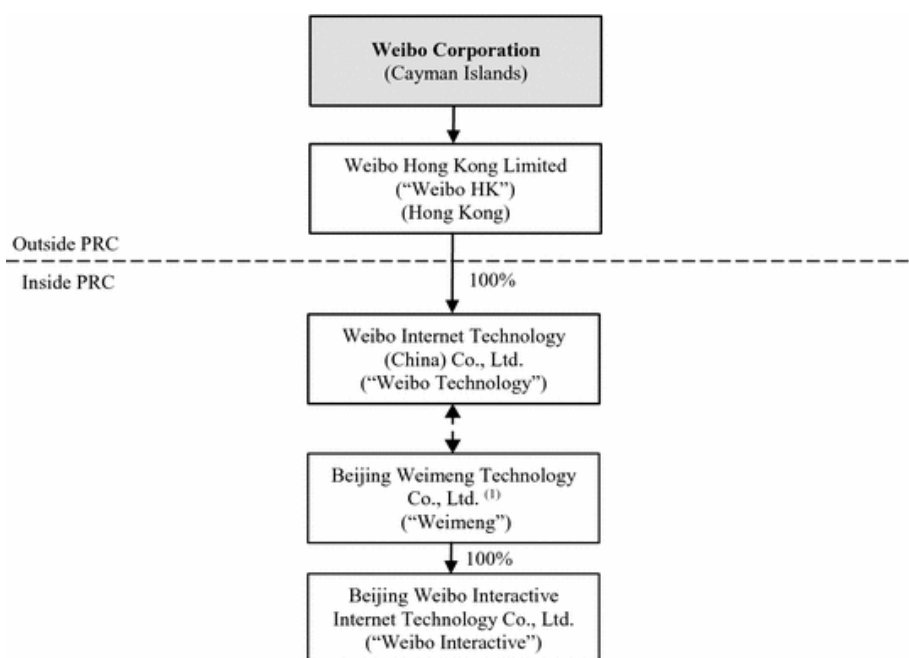 Weibo Corporation
(Cayman Islands)
Weibo Hong Kong Limited
(“Weibo HK”)
(Hong Kong)
Outside PRC
Inside PRC
100%
Weibo Internet Technology
(China) Co., Ltd.
(“Weibo Technology”)
Beijing Weimeng Technology
Co., Ltd. (1)
(“Weimeng”)
100%
Beijing Weibo Interactive
Internet Technology Co., Ltd.
(“Weibo Interactive”)